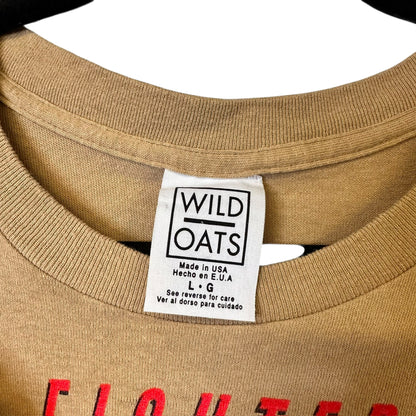 WILD
OATS
Made in USA
Hecho en E.U.A
L • G
See reverse for care
Ver al dorso para cuidado